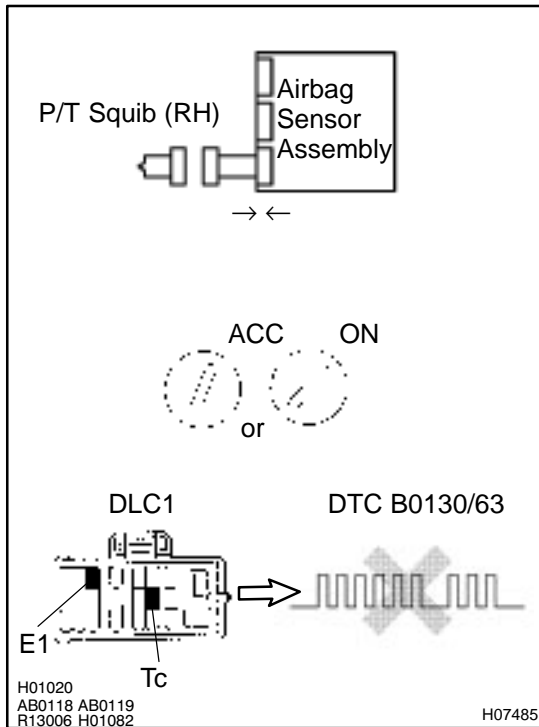 P/T Squib (RH)
Airbag
Sensor
Assembly
ACC
ON
or
DLC1
DTC B0130/63
E1
Tc
H01020
AB0118 AB0119
R13006 H01082
H07485